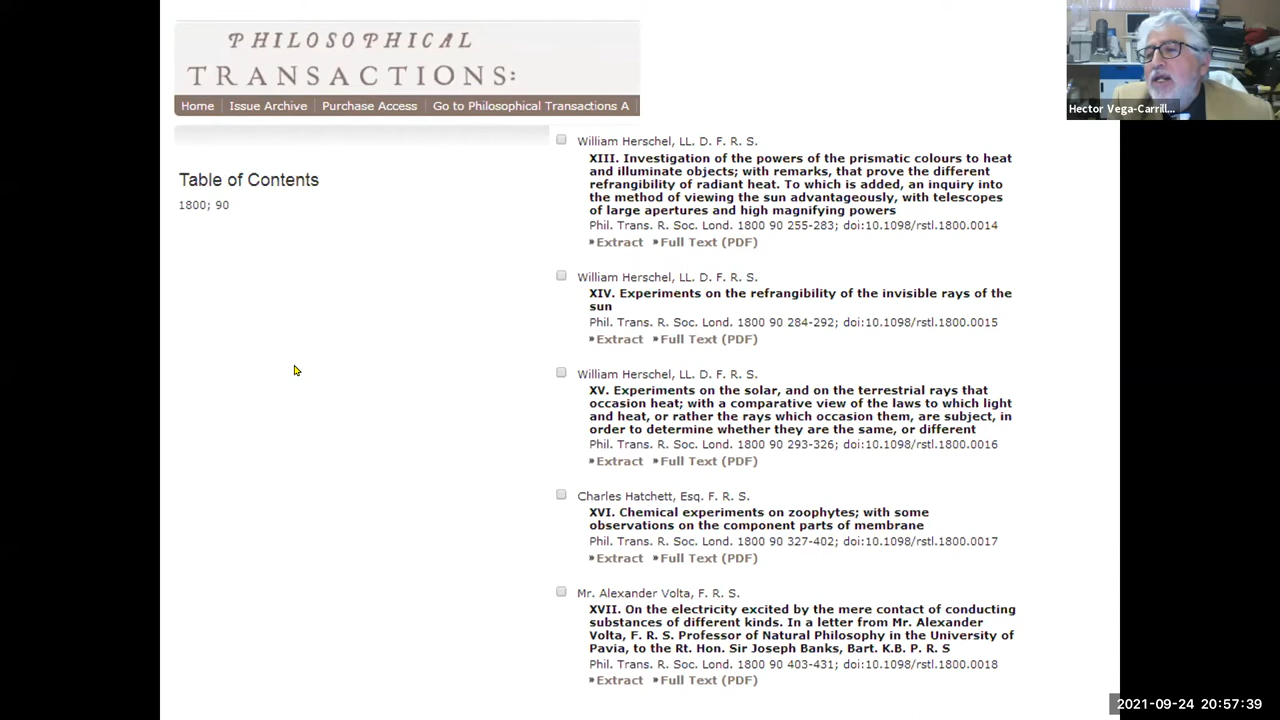 PHILOSOPHICAL
TRANSACTIONS:
Home Issue Archive Purchase Access Go to Philosophical Transactions A
Table of Contents
1800; 90
William Herschel, LL. D. F. R. S.
XIII. Investigation of the powers of the prismatic colours to heat
and illuminate objects; with remarks, that prove the different
refrangibility of radiant heat. To which is added, an inquiry into
the method of viewing the sun advantageously, with telescopes
of large apertures and high magnifying powers
Phil. Trans. R. Soc. Lond. 1800 90 255-283; doi:10.1098/rstl.1800.0014
»Extract »Full Text (PDF)
William Herschel, LL. D. F. R. S.
XIV. Experiments on the refrangibility of the invisible rays of the
sun
Phil. Trans. R. Soc. Lond. 1800 90 284-292; doi:10.1098/rstl.1800.0015
»Extract »Full Text (PDF)
William Herschel, LL. D. F. R. S.
XV. Experiments on the solar, and on the terrestrial rays that
occasion heat; with a comparative view of the laws to which light
and heat, or rather the rays which occasion them, are subject, in
order to determine whether they are the same, or different
Phil. Trans. R. Soc. Lond. 1800 90 293-326; doi:10.1098/rstl.1800.0016
»Extract »Full Text (PDF)
Charles Hatchett, Esq. F. R. S.
XVI. Chemical experiments on zoophytes; with some
observations on the component parts of membrane
Phil. Trans. R. Soc. Lond. 1800 90 327-402; doi:10.1098/rstl.1800.0017
»Extract »Full Text (PDF)
Mr. Alexander Volta, F. R. S.
XVII. On the electricity excited by the mere contact of conducting
substances of different kinds. In a letter from Mr. Alexander
Volta, F. R. S. Professor of Natural Philosophy in the University of
Pavia, to the Rt. Hon. Sir Joseph Banks, Bart. K.B. P. R. S
Phil. Trans. R. Soc. Lond. 1800 90 403-431; doi:10.1098/rstl.1800.0018
»Extract »Full Text (PDF)
Hector Vega-Carrill...
2021-09-24 20:57:39